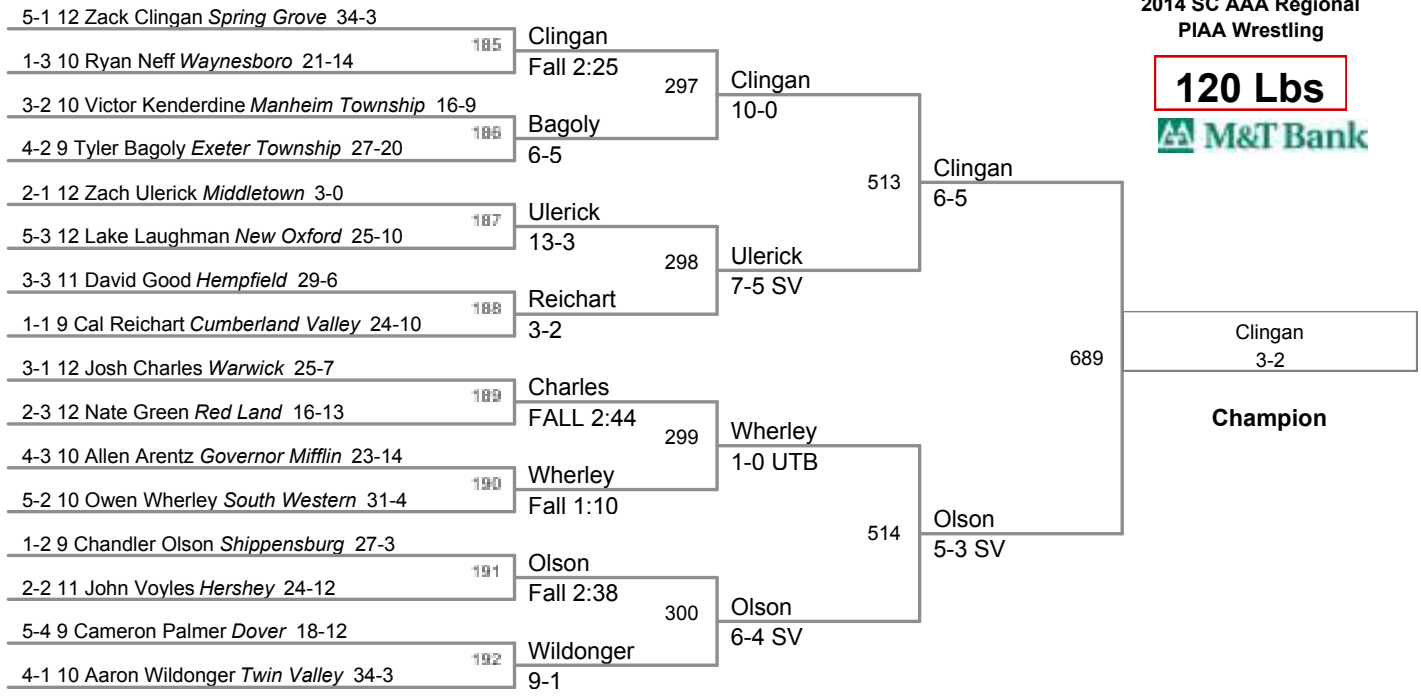 2014 SC AAA Regional
PIAA Wrestling
120 Lbs
M&T Bank
5-1 12 Zack Clingan Spring Grove 34-3
185
1-3 10 Ryan Neff Waynesboro 21-14
Clingan
Fall 2:25
3-2 10 Victor Kenderdine Manheim Township 16-9
186
4-2 9 Tyler Bagoly Exeter Township 27-20
Bagoly
6-5
297
Clingan
10-0
2-1 12 Zach Ulerick Middletown 3-0
187
5-3 12 Lake Laughman New Oxford 25-10
Ulerick
13-3
3-3 11 David Good Hempfield 29-6
188
1-1 9 Cal Reichart Cumberland Valley 24-10
Reichart
3-2
298
Ulerick
7-5 SV
513
Clingan
6-5
3-1 12 Josh Charles Warwick 25-7
189
2-3 12 Nate Green Red Land 16-13
Charles
FALL 2:44
4-3 10 Allen Arentz Governor Mifflin 23-14
190
5-2 10 Owen Wherley South Western 31-4
Wherley
Fall 1:10
299
Wherley
1-0 UTB
1-2 9 Chandler Olson Shippensburg 27-3
191
2-2 11 John Voyles Hershey 24-12
Olson
Fall 2:38
5-4 9 Cameron Palmer Dover 18-12
192
4-1 10 Aaron Wildonger Twin Valley 34-3
Wildonger
9-1
300
Olson
6-4 SV
514
Olson
5-3 SV
689
Clingan
3-2
Champion